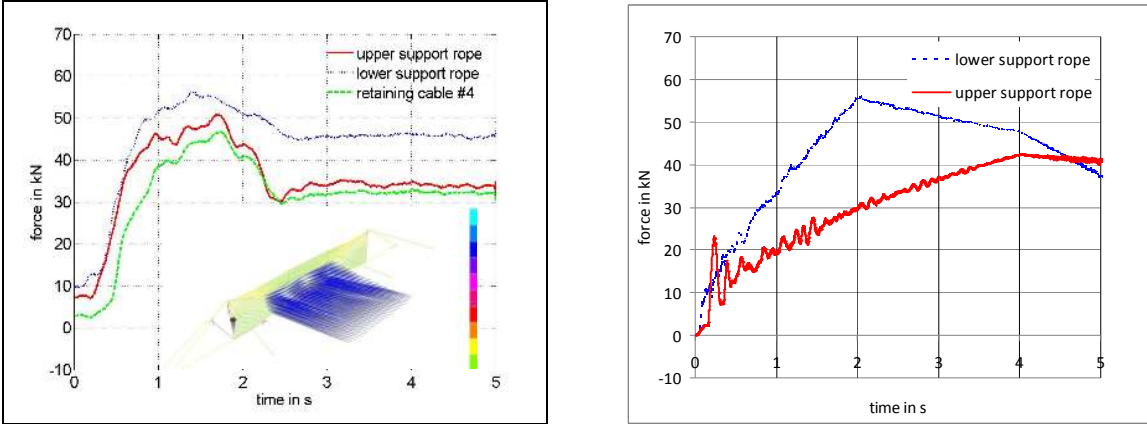 70
60
50
40
30
20
10
0
-10
force in kN
upper support rope
lower support rope
retaining cable #4
0 1 2 3 4 5
time in s
70
60
50
40
30
20
10
0
-10
force in kN
lower support rope
upper support rope
0 1 2 3 4 5
time in s